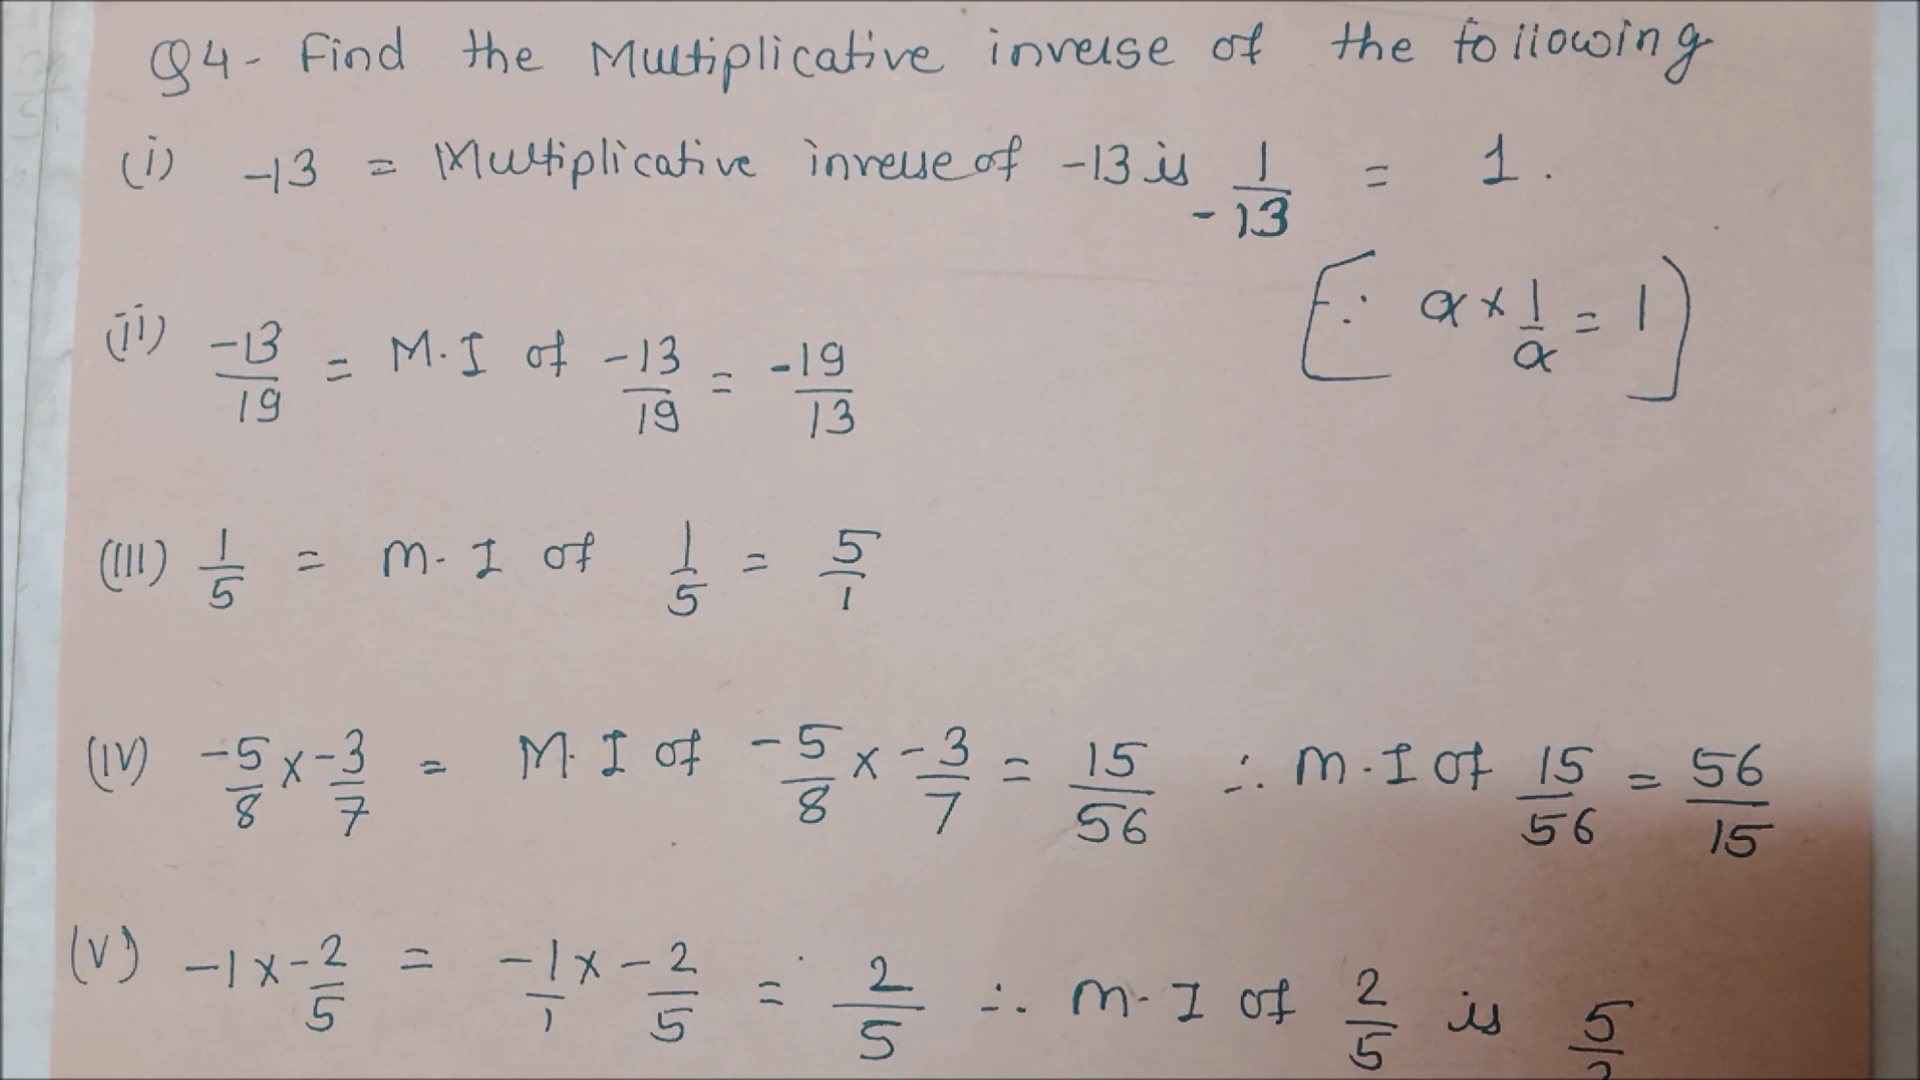 Q4- Find the Multiplicative inverse of the following
(i) -13 = Multiplicative inverse of -13 is 1/-13 = 1.
[∵ a × 1/a = 1]
(ii) -13/19 = M.I of -13/19 = -19/13
(III) 1/5 = M.I of 1/5 = 5/1
(IV) -5/8 × -3/7 = M.I of -5/8 × -3/7 = 15/56 ∴ M.I of 15/56 = 56/15
(V) -1 × -2/5 = -1/1 × -2/5 = 2/5 ∴ M.I of 2/5 is 5/